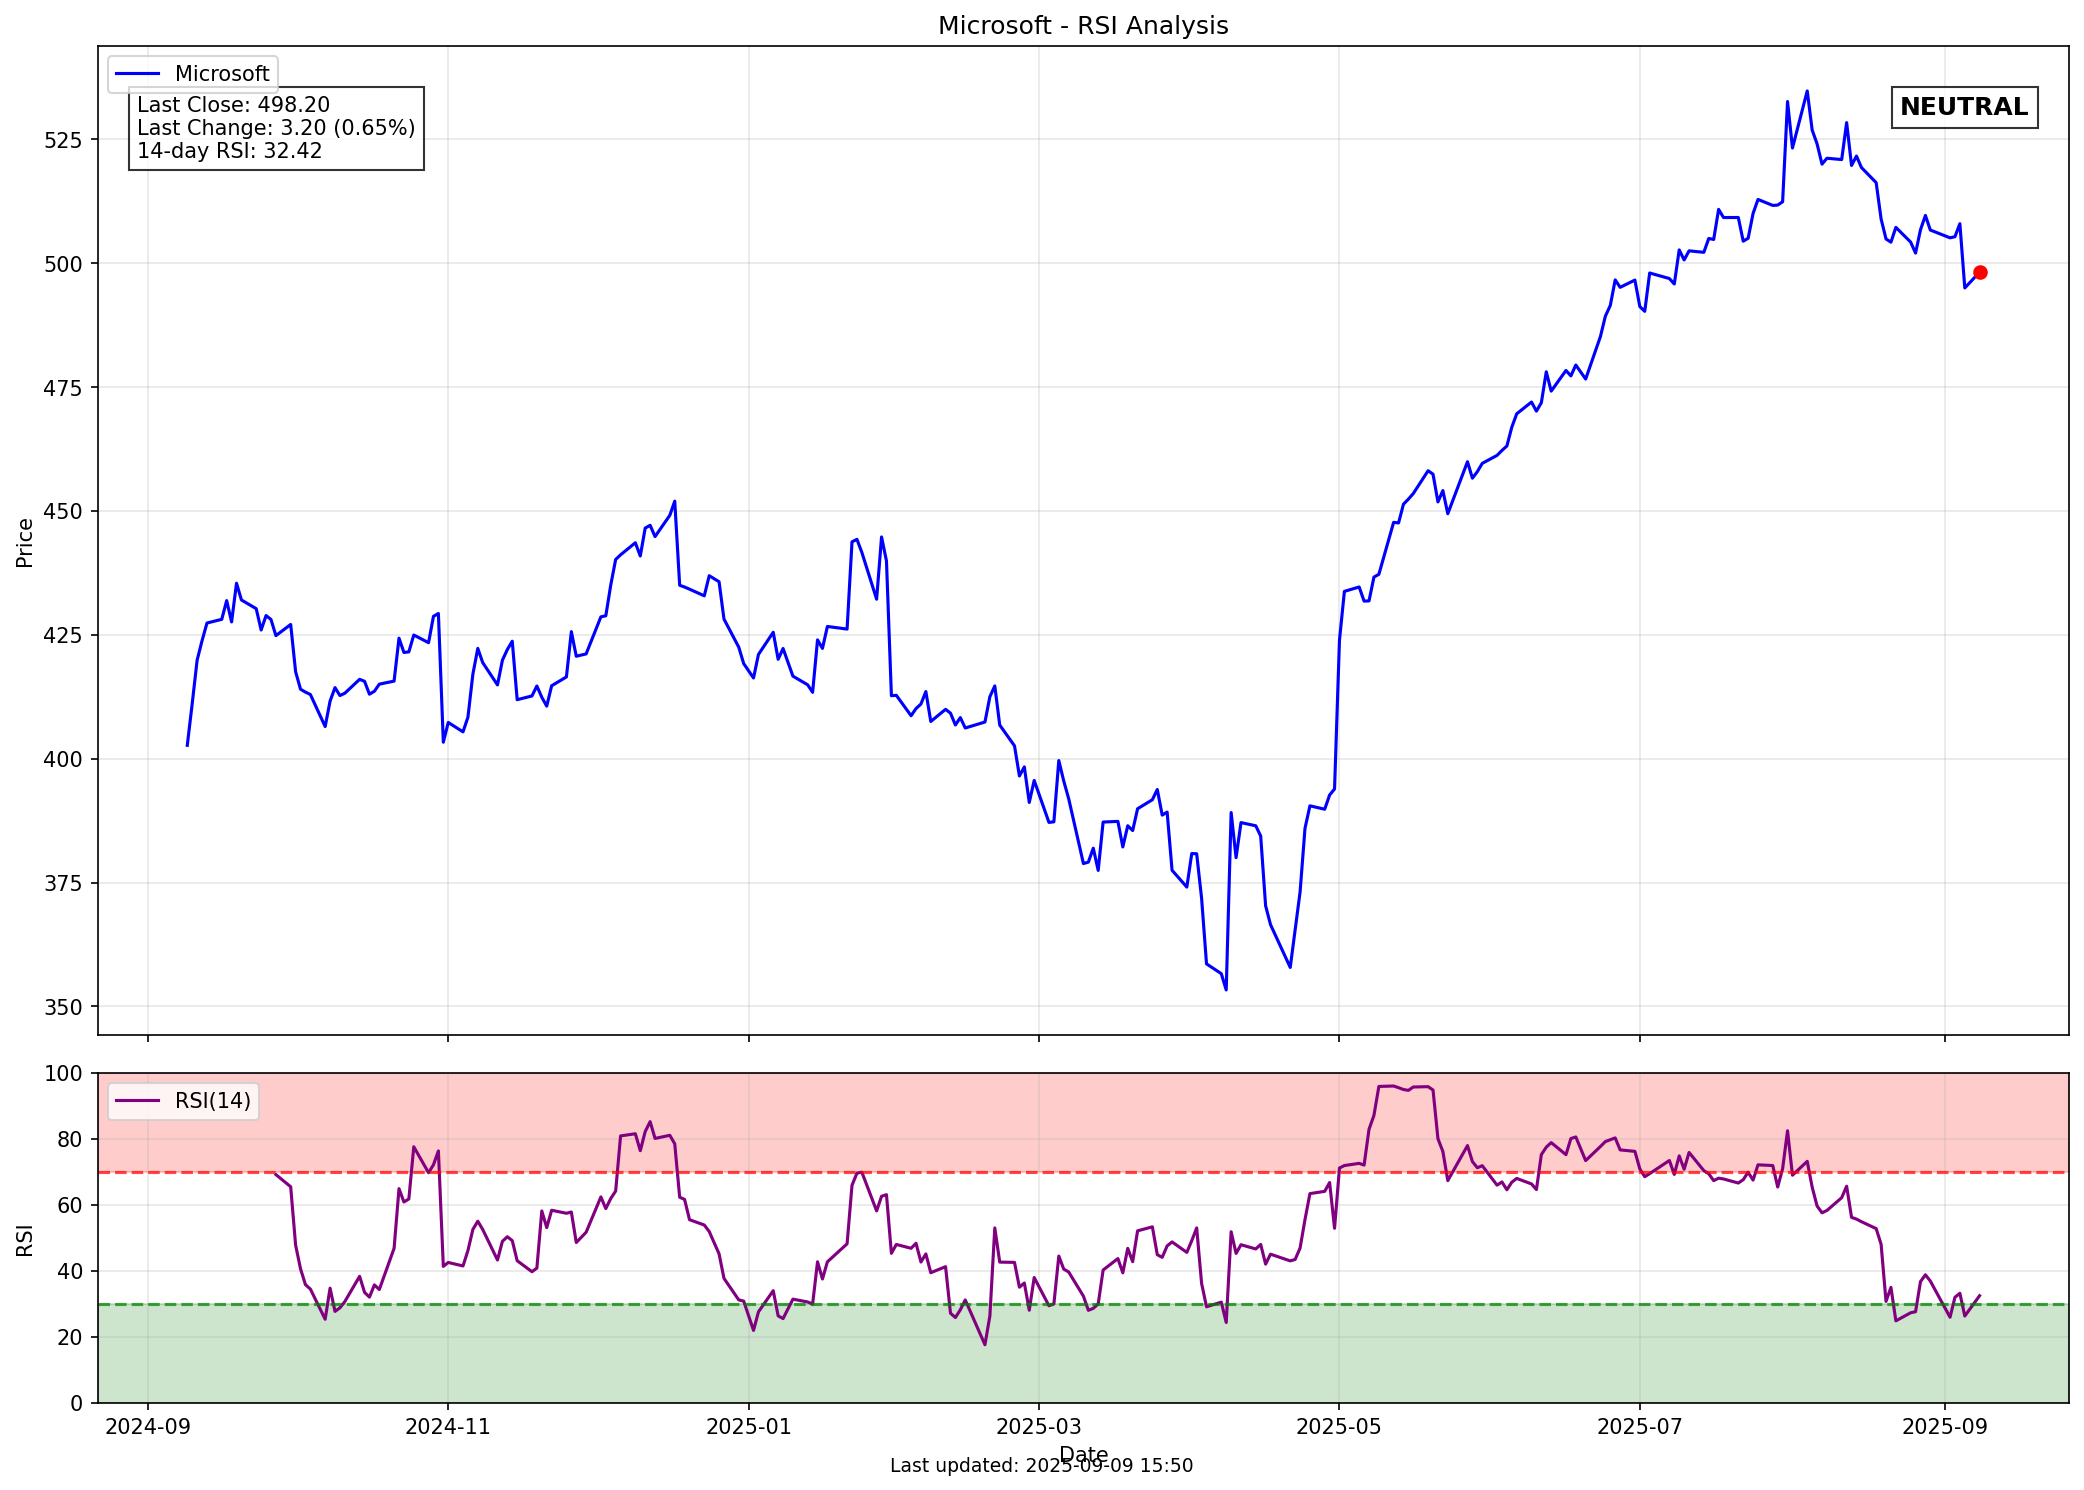 Microsoft - RSI Analysis
Microsoft
Last Close: 498.20
Last Change: 3.20 (0.65%)
14-day RSI: 32.42
NEUTRAL
Price
525
500
475
450
425
400
375
350
RSI(14)
RSI
100
80
60
40
20
0
2024-09
2024-11
2025-01
2025-03
2025-05
2025-07
2025-09
Date
Last updated: 2025-09-09 15:50